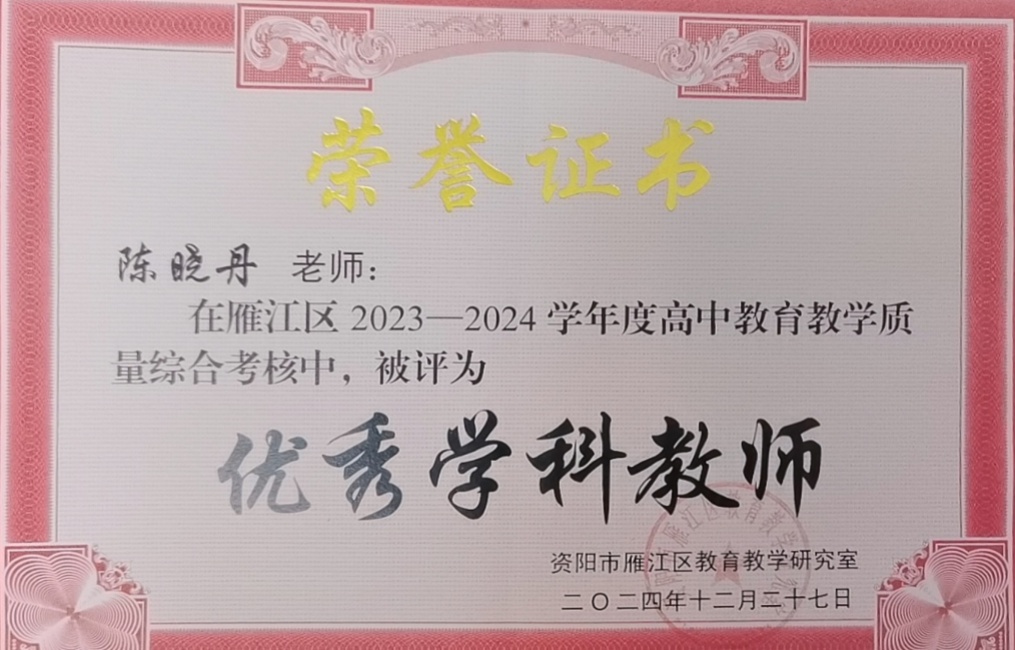 荣誉证书
陈晓丹 老师：
在雁江区 2023—2024 学年度高中教育教学质
量综合考核中，被评为
优秀学科教师
资阳市雁江区教育教学研究室
二〇二四年十二月二十七日